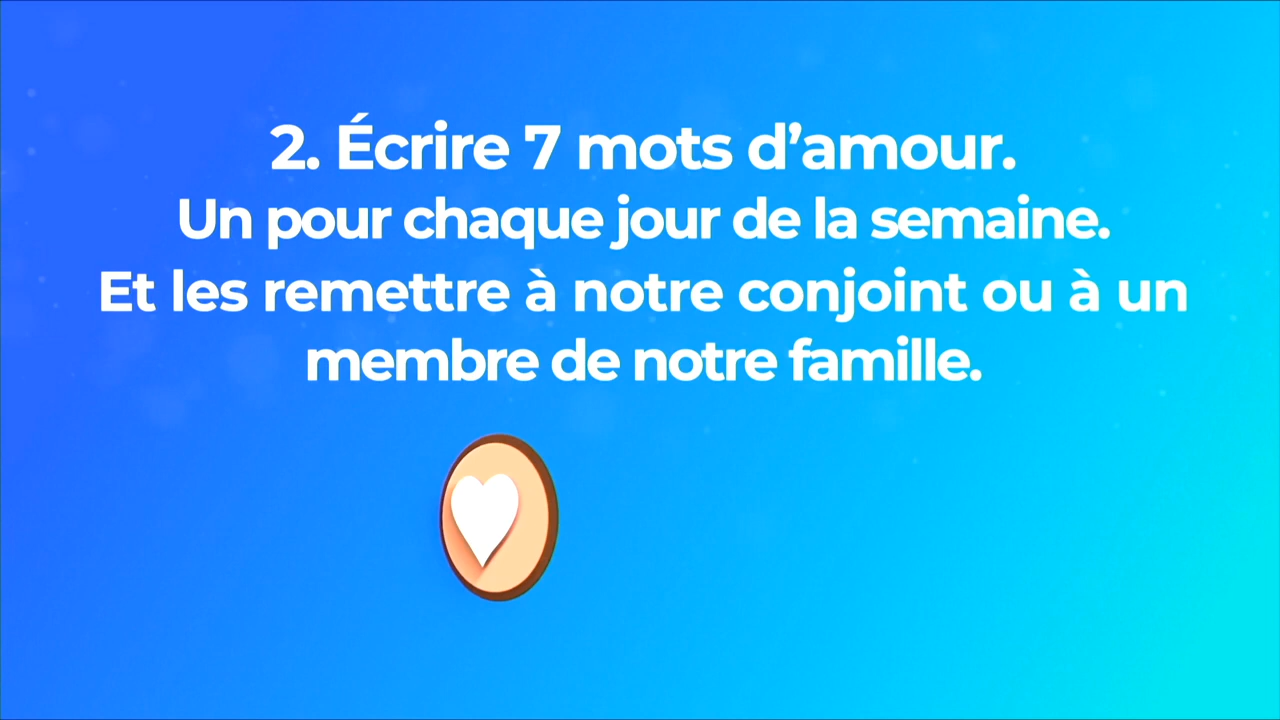 2. Écrire 7 mots d’amour.
Un pour chaque jour de la semaine.
Et les remettre à notre conjoint ou à un
membre de notre famille.